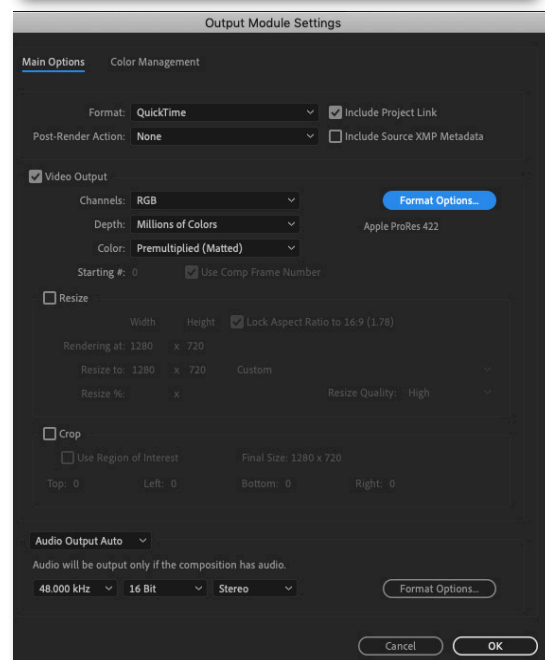 Output Module Settings
Main Options Color Management
Format: QuickTime Include Project Link
Post-Render Action: None Include Source XMP Metadata
Video Output
Channels: RGB Format Options...
Depth: Millions of Colors Apple ProRes 422
Color: Premultiplied (Matted)
Starting #: 0 Use Comp Frame Number
Resize
Width Height Lock Aspect Ratio to 16:9 (1.78)
Rendering at: 1280 x 720
Resize to: 1280 x 720 Custom
Resize %: x Resize Quality: High
Crop
Use Region of Interest Final Size: 1280 x 720
Top: 0 Left: 0 Bottom: 0 Right: 0
Audio Output Auto
Audio will be output only if the composition has audio.
48.000 kHz 16 Bit Stereo Format Options...
Cancel OK